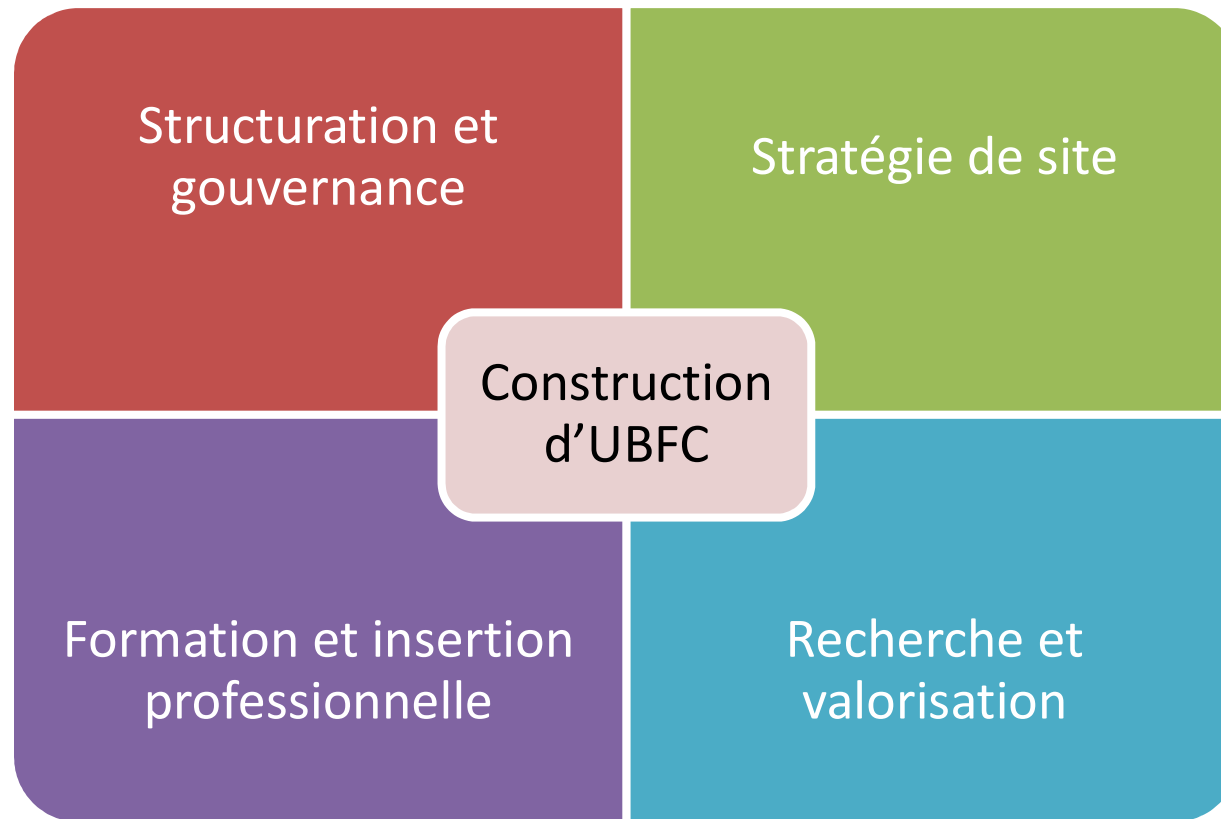 Structuration et
gouvernance
Stratégie de site
Construction
d’UBFC
Formation et insertion
professionnelle
Recherche et
valorisation